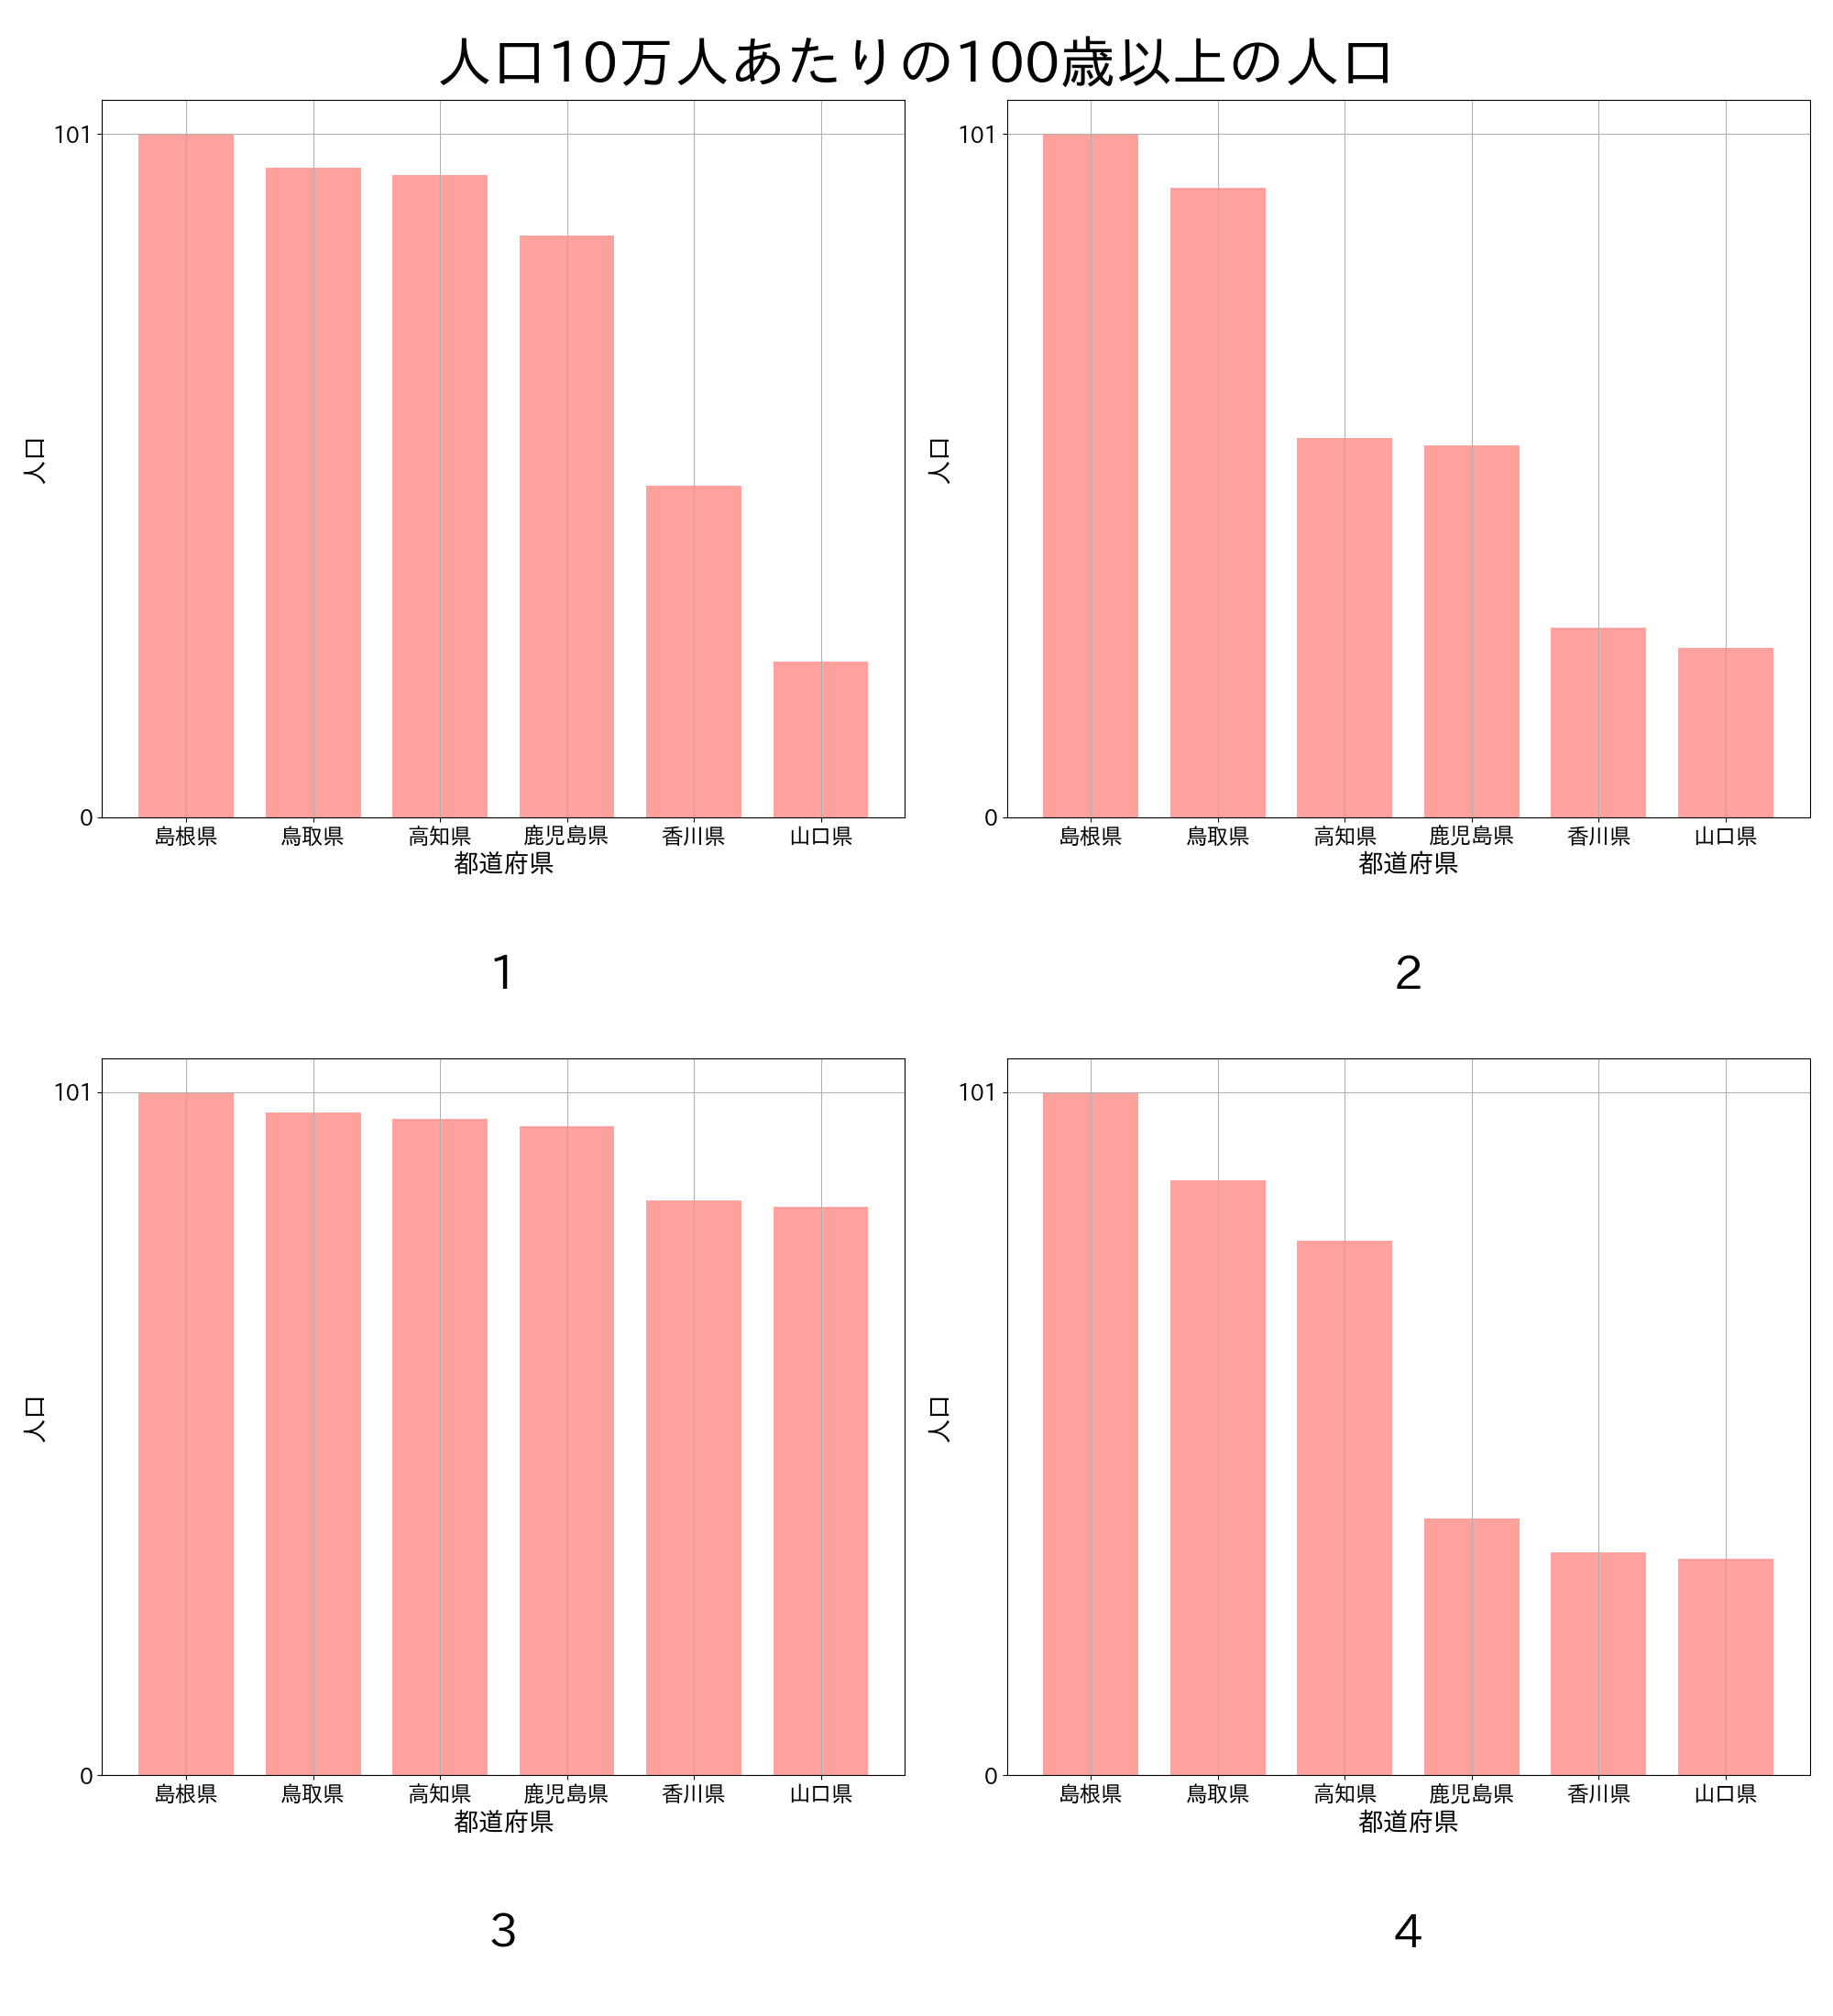 人口10万人あたりの100歳以上の人口
101
0
人口
島根県 鳥取県 高知県 鹿児島県 香川県 山口県
都道府県
1
101
0
人口
島根県 鳥取県 高知県 鹿児島県 香川県 山口県
都道府県
2
101
0
人口
島根県 鳥取県 高知県 鹿児島県 香川県 山口県
都道府県
3
101
0
人口
島根県 鳥取県 高知県 鹿児島県 香川県 山口県
都道府県
4